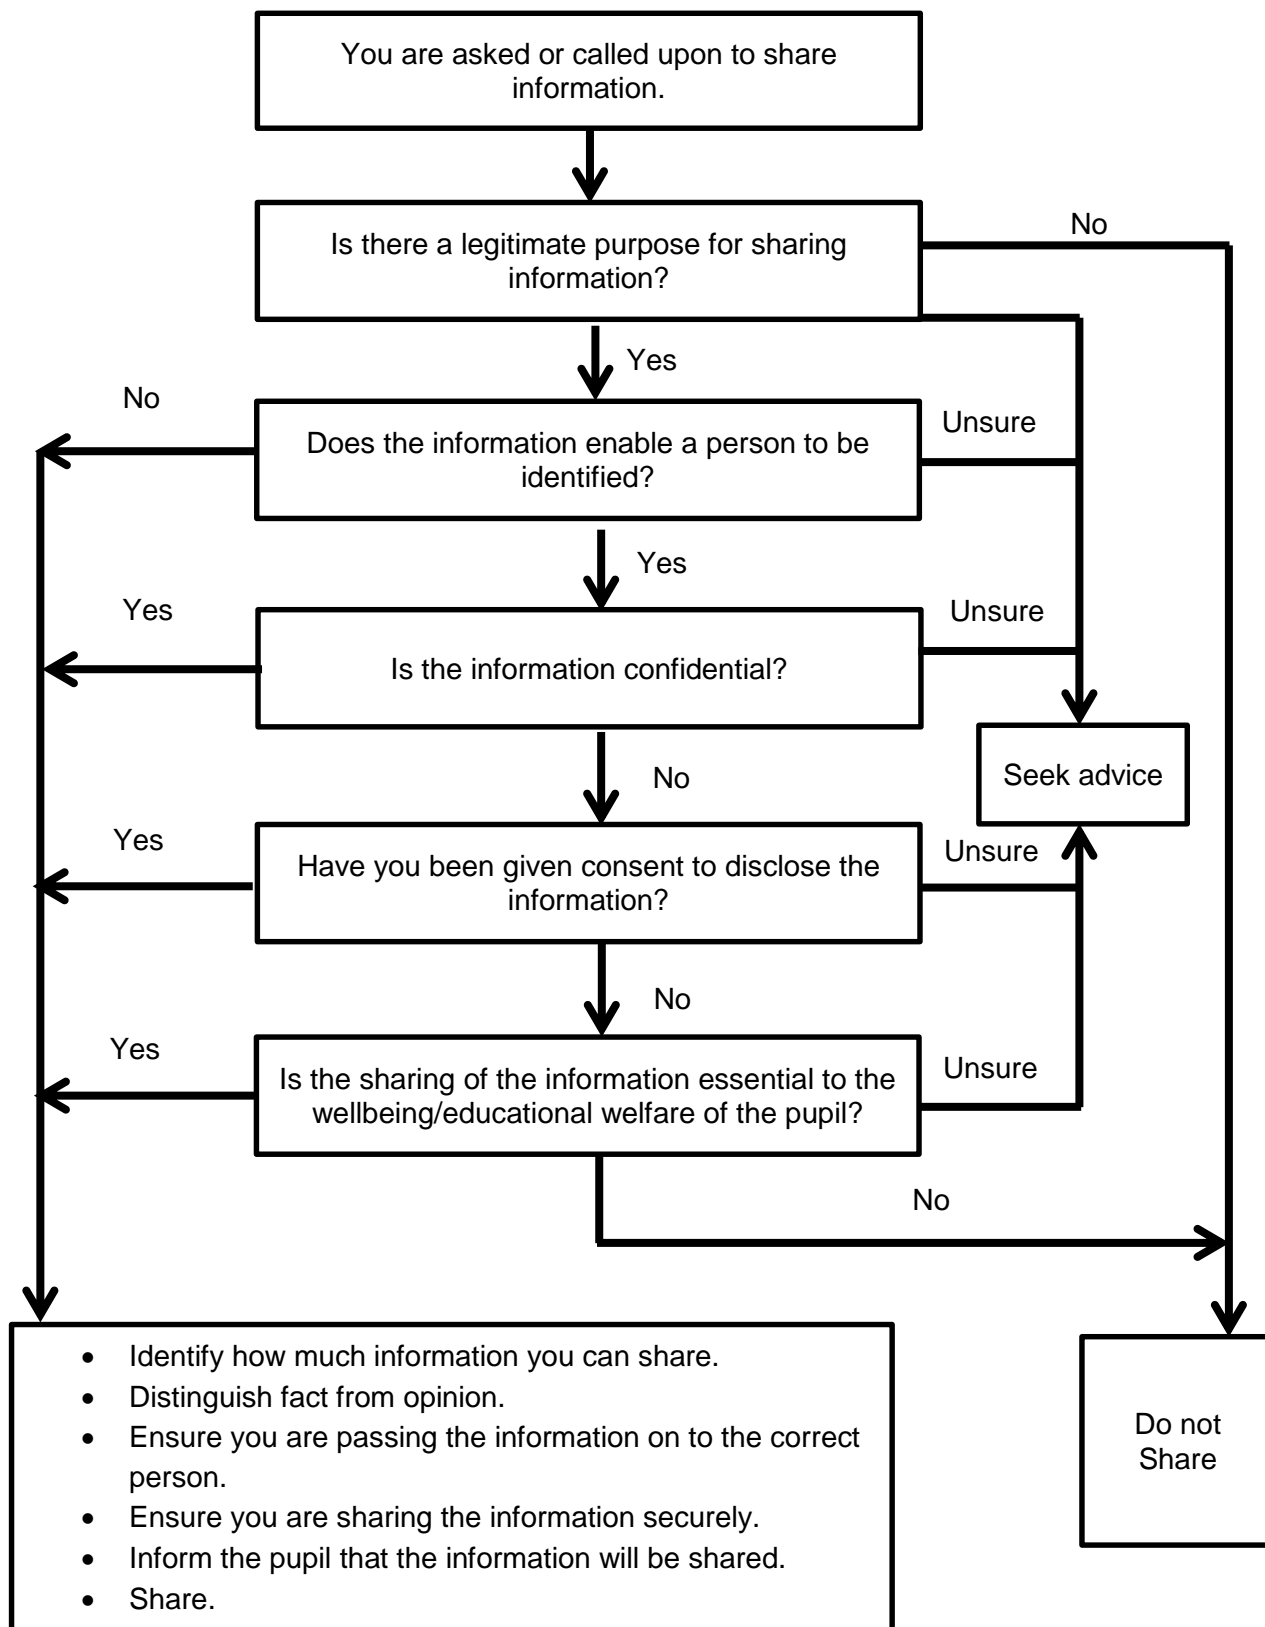 You are asked or called upon to share
information.
No
Is there a legitimate purpose for sharing
information?
Yes
No
Unsure
Does the information enable a person to be
identified?
Yes
Yes
Unsure
Is the information confidential?
No
Seek advice
Yes
Unsure
Have you been given consent to disclose the
information?
No
Yes
Unsure
Is the sharing of the information essential to the
wellbeing/educational welfare of the pupil?
No
• Identify how much information you can share.
• Distinguish fact from opinion.
• Ensure you are passing the information on to the correct
person.
• Ensure you are sharing the information securely.
• Inform the pupil that the information will be shared.
• Share.
Do not
Share